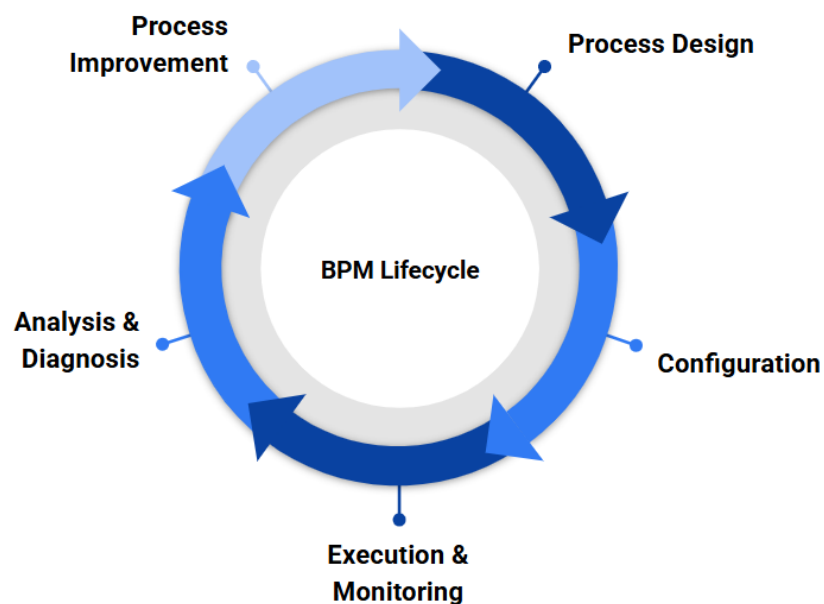 Process
Improvement
Process Design
BPM Lifecycle
Analysis &
Diagnosis
Configuration
Execution &
Monitoring